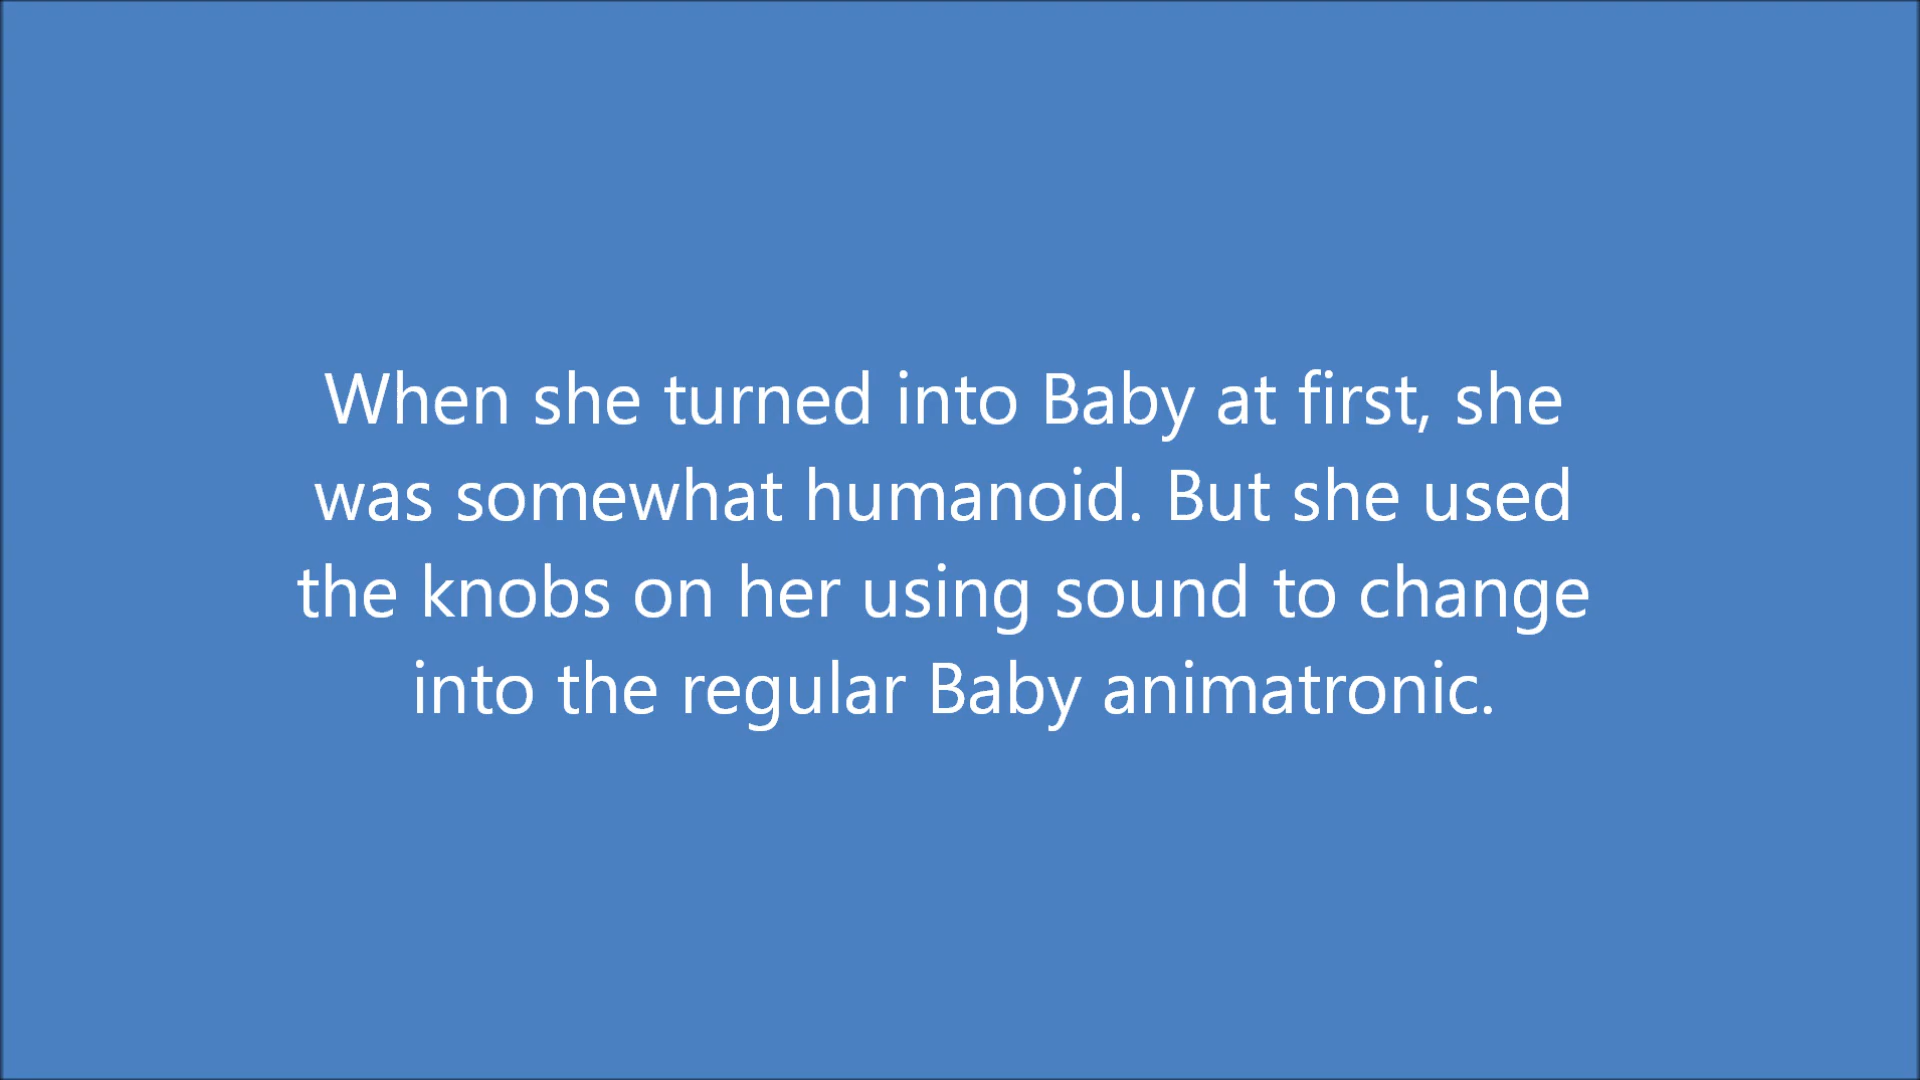 When she turned into Baby at first, she
was somewhat humanoid. But she used
the knobs on her using sound to change
into the regular Baby animatronic.